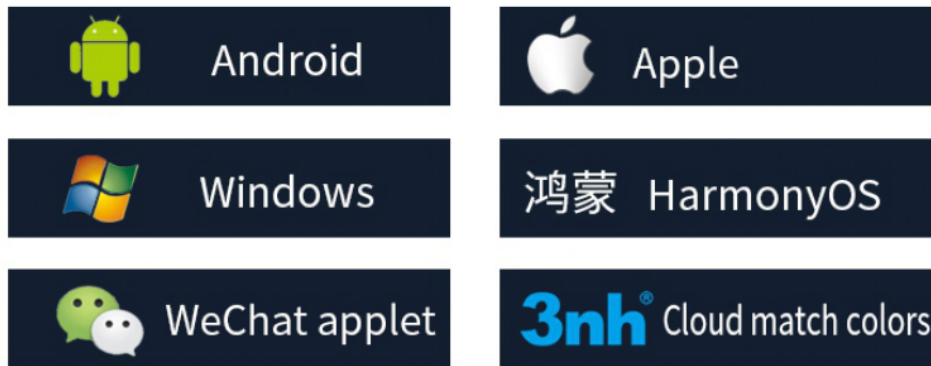 Android
Apple
Windows
鸿蒙 HarmonyOS
WeChat applet
3nh® Cloud match colors